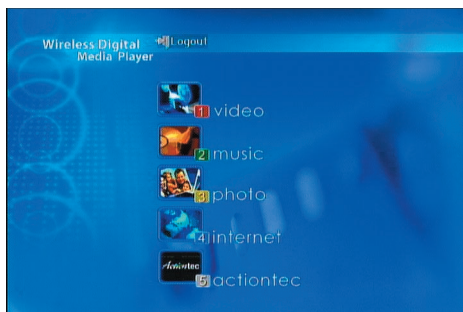 Wireless Digital
Media Player
Logout
1 video
2 music
3 photo
4 internet
Actiontec
5 actiontec